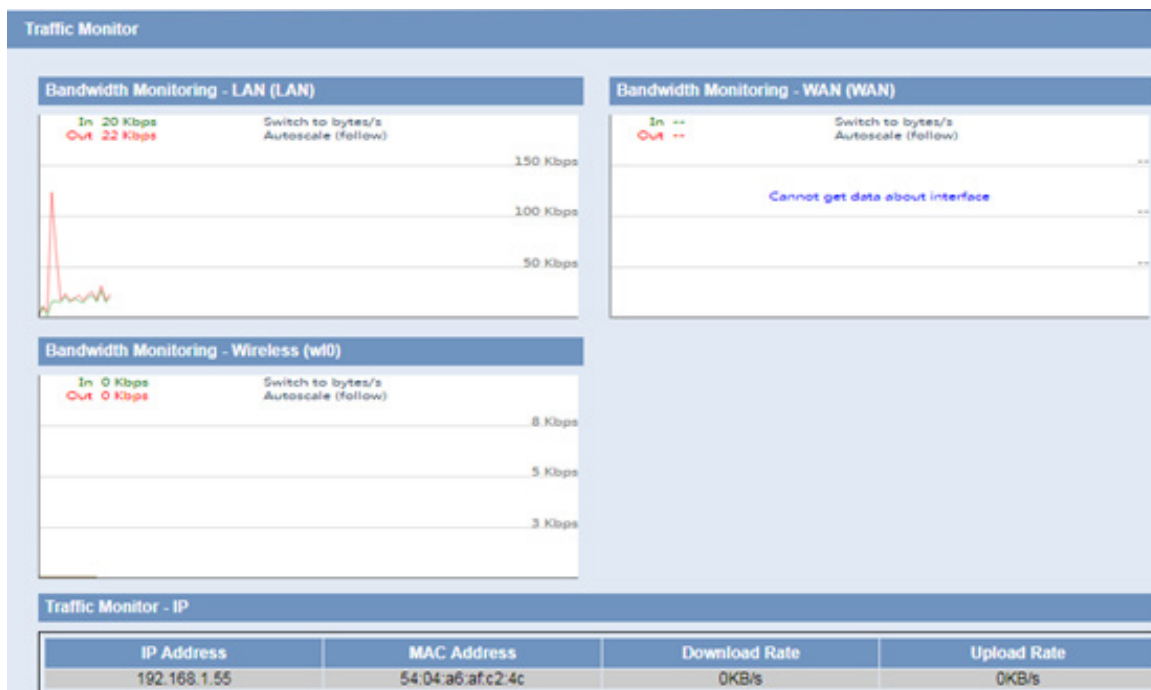 Traffic Monitor
Bandwidth Monitoring - LAN (LAN)
In 20 Kbps
Out 22 Kbps
Switch to bytes/s
Autoscale (follow)
150 Kbps
100 Kbps
50 Kbps
Bandwidth Monitoring - WAN (WAN)
In --
Out --
Switch to bytes/s
Autoscale (follow)
--
Cannot get data about interface
--
--
Bandwidth Monitoring - Wireless (wl0)
In 0 Kbps
Out 0 Kbps
Switch to bytes/s
Autoscale (follow)
8 Kbps
5 Kbps
3 Kbps
Traffic Monitor - IP
IP Address MAC Address Download Rate Upload Rate
192.168.1.55 54:04:a6:af:c2:4c 0KB/s 0KB/s